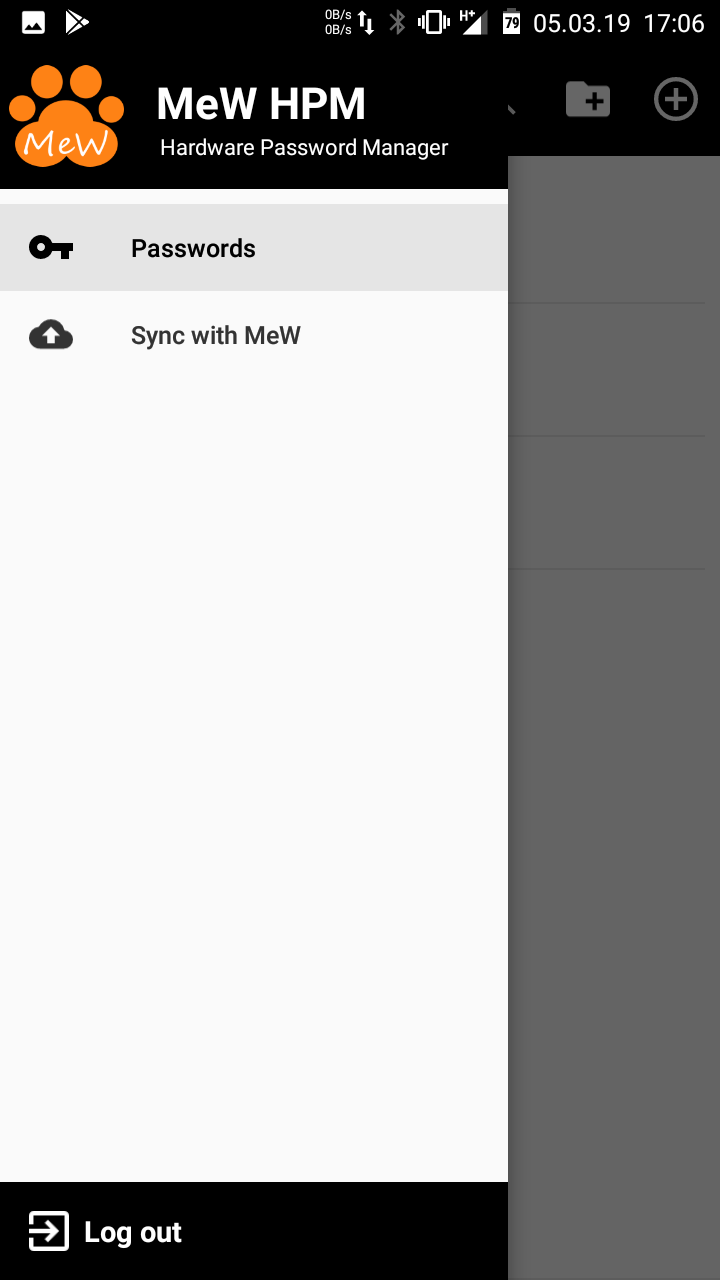 0B/s
0B/s
H+
79
05.03.19 17:06
MeW
MeW HPM
Hardware Password Manager
Passwords
Sync with MeW
Log out